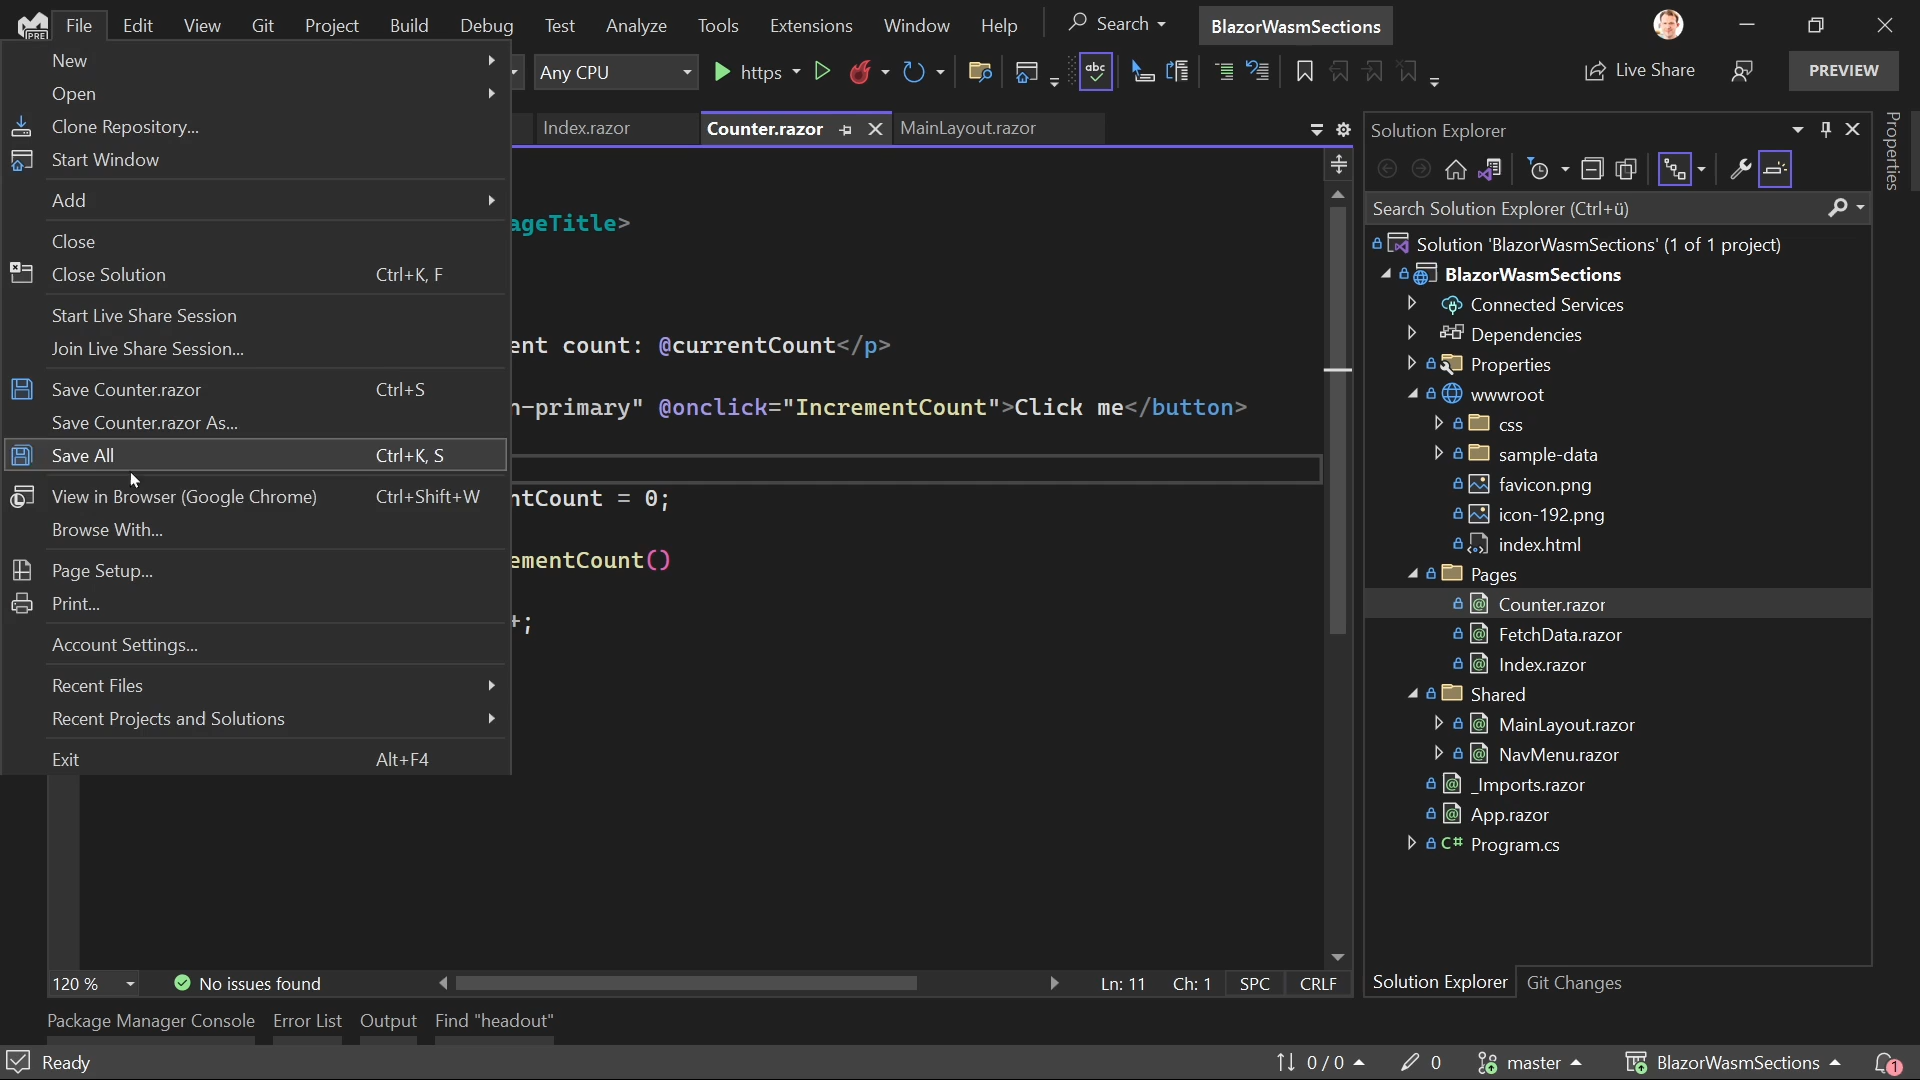 File Edit View Git Project Build Debug Test Analyze Tools Extensions Window Help Search BlazorWasmSections
PRE
Any CPU https abc Live Share PREVIEW
New
Open
Clone Repository...
Start Window
Add
Close
Close Solution Ctrl+K, F
Start Live Share Session
Join Live Share Session...
Save Counter.razor Ctrl+S
Save Counter.razor As...
Save All Ctrl+K, S
View in Browser (Google Chrome) Ctrl+Shift+W
Browse With...
Page Setup...
Print...
Account Settings...
Recent Files
Recent Projects and Solutions
Exit Alt+F4
Index.razor Counter.razor MainLayout.razor
ageTitle>
ent count: @currentCount</p>
n-primary" @onclick="IncrementCount">Click me</button>
ntCount = 0;
ementCount()
+;
120 % No issues found Ln: 11 Ch: 1 SPC CRLF
Solution Explorer
Search Solution Explorer (Ctrl+ü)
Solution 'BlazorWasmSections' (1 of 1 project)
BlazorWasmSections
Connected Services
Dependencies
Properties
wwwroot
css
sample-data
favicon.png
icon-192.png
index.html
Pages
Counter.razor
FetchData.razor
Index.razor
Shared
MainLayout.razor
NavMenu.razor
_Imports.razor
App.razor
C# Program.cs
Solution Explorer Git Changes
Properties
Package Manager Console Error List Output Find "headout"
Ready 0 / 0 0 master BlazorWasmSections 1